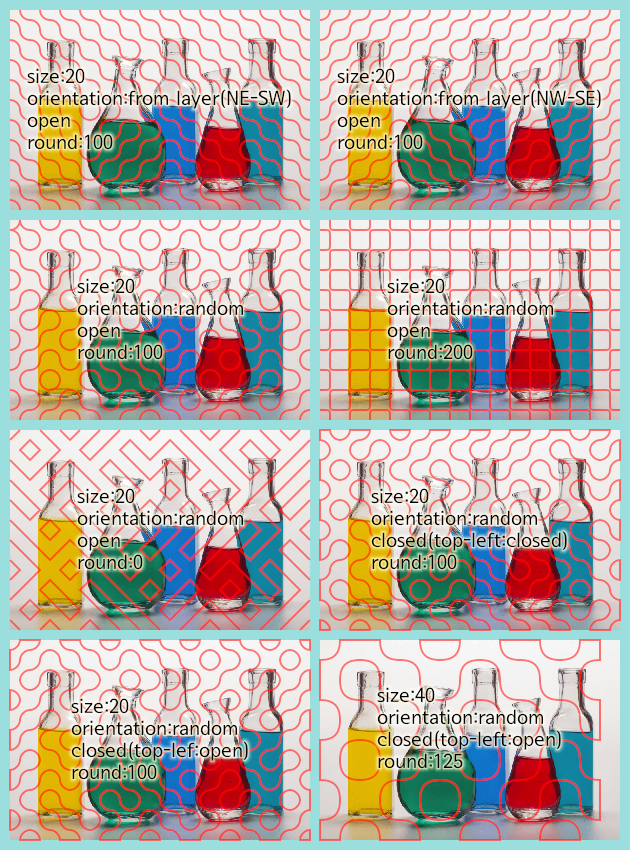 size:20
orientation:from layer(NE-SW)
open
round:100
size:20
orientation:from layer(NW-SE)
open
round:100
size:20
orientation:random
open
round:100
size:20
orientation:random
open
round:200
size:20
orientation:random
open
round:0
size:20
orientation:random
closed(top-left:closed)
round:100
size:20
orientation:random
closed(top-lef:open)
round:100
size:40
orientation:random
closed(top-left:open)
round:125